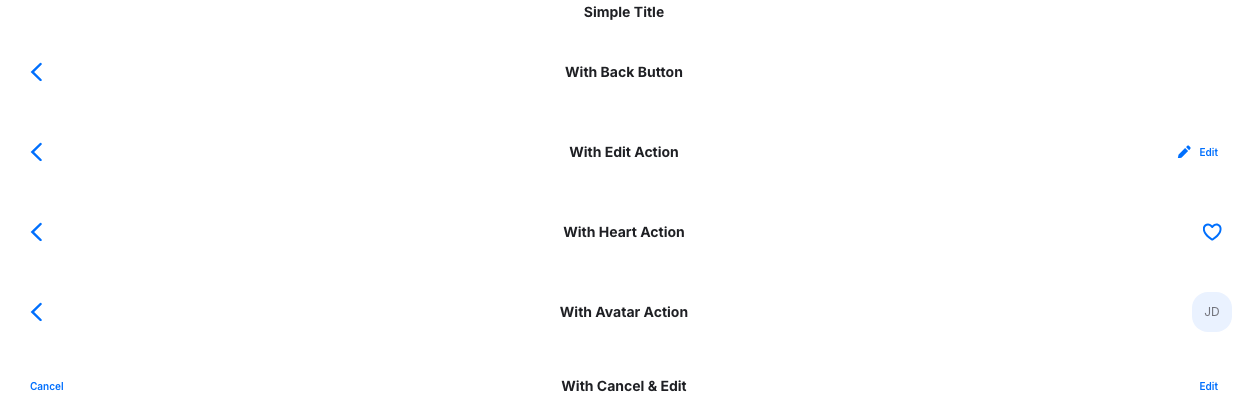 Simple Title
With Back Button
With Edit Action Edit
With Heart Action
With Avatar Action JD
Cancel With Cancel & Edit Edit